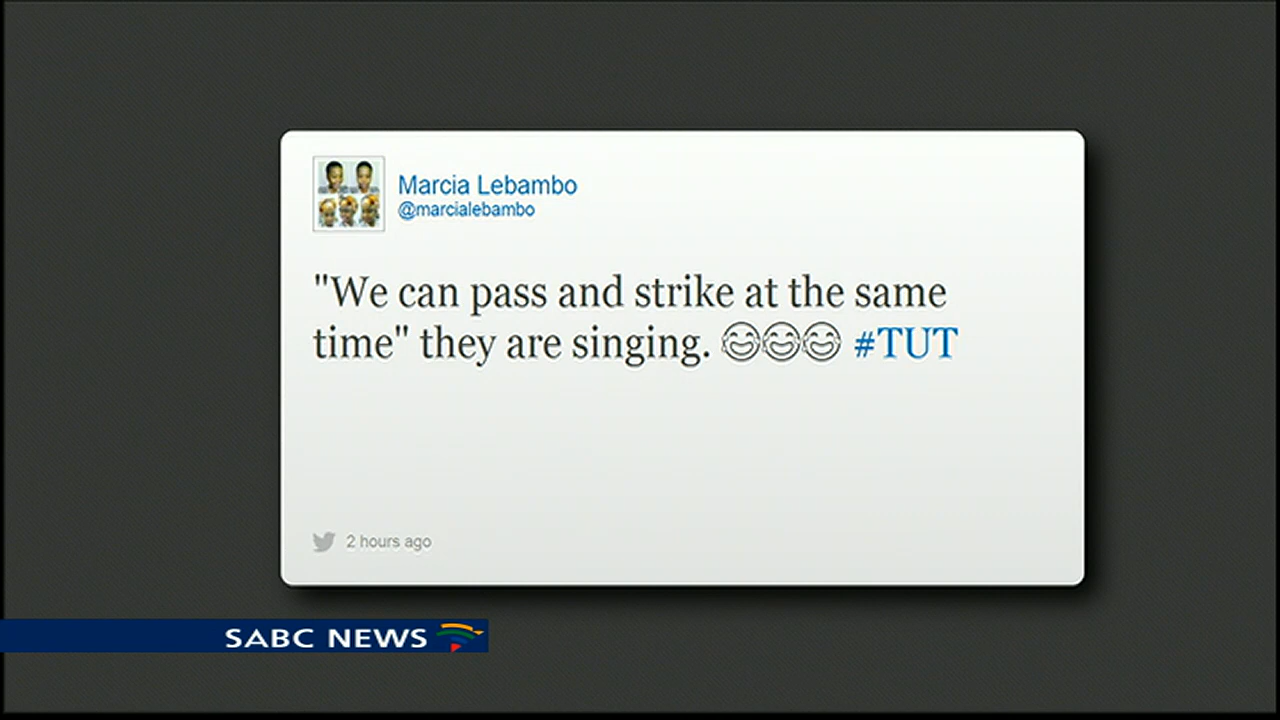 Marcia Lebambo
@marcialebambo
"We can pass and strike at the same
time" they are singing. 😂😂😂 #TUT
2 hours ago
SABC NEWS